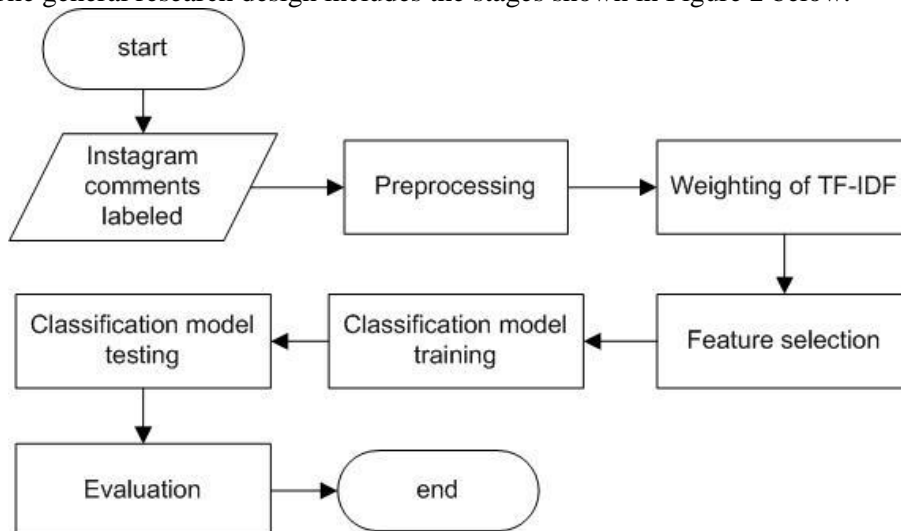 The general research design includes the stages shown in Figure 2 below.
start
Instagram
comments
labeled
Preprocessing
Weighting of TF-IDF
Feature selection
Classification model
training
Classification model
testing
Evaluation
end